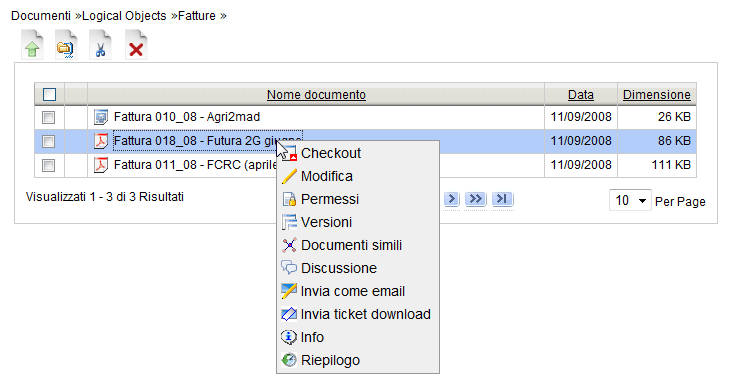 Documenti »Logical Objects »Fatture »
Nome documento Data Dimensione
Fattura 010_08 - Agri2mad 11/09/2008 26 KB
Fattura 018_08 - Futura 2G 11/09/2008 86 KB
Fattura 011_08 - FCRC (aprile 11/09/2008 111 KB
Visualizzati 1 - 3 di 3 Risultati 10 Per Page
Checkout
Modifica
Permessi
Versioni
Documenti simili
Discussione
Invia come email
Invia ticket download
Info
Riepilogo